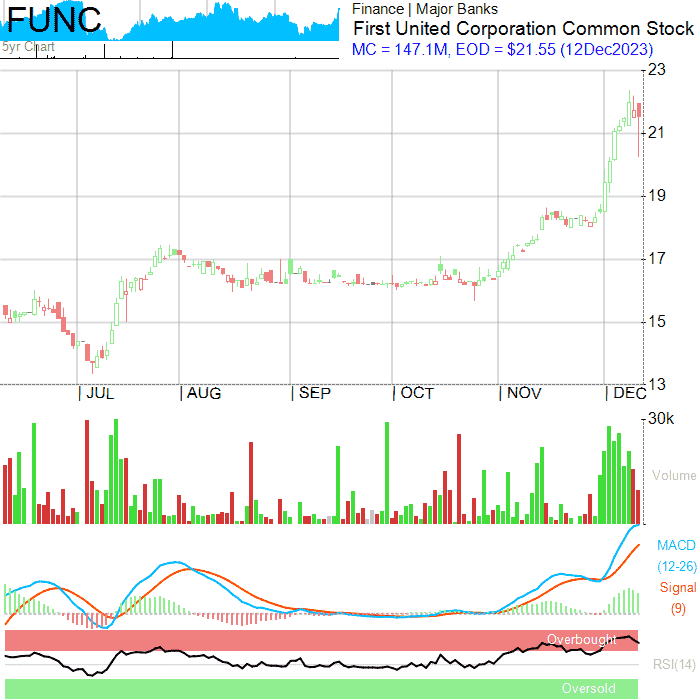 FUNC
5yr Chart
Finance | Major Banks
First United Corporation Common Stock
MC = 147.1M, EOD = $21.55 (12Dec2023)
23
21
19
17
15
13
| JUL | AUG | SEP | OCT | NOV | DEC
30k
Volume
MACD
(12-26)
Signal
(9)
Overbought
RSI(14)
Oversold